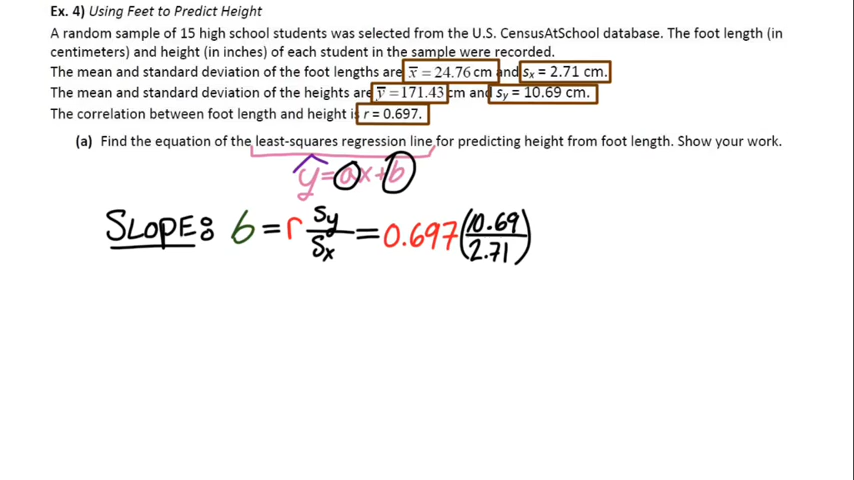 Ex. 4) Using Feet to Predict Height
A random sample of 15 high school students was selected from the U.S. CensusAtSchool database. The foot length (in
centimeters) and height (in inches) of each student in the sample were recorded.
The mean and standard deviation of the foot lengths are x̄ = 24.76 cm and sₓ = 2.71 cm.
The mean and standard deviation of the heights are ȳ = 171.43 cm and sᵧ = 10.69 cm.
The correlation between foot length and height is r = 0.697.
(a) Find the equation of the least-squares regression line for predicting height from foot length. Show your work.
ŷ = ax + b
SLOPE: b = r Sy/Sx = 0.697 (10.69/2.71)